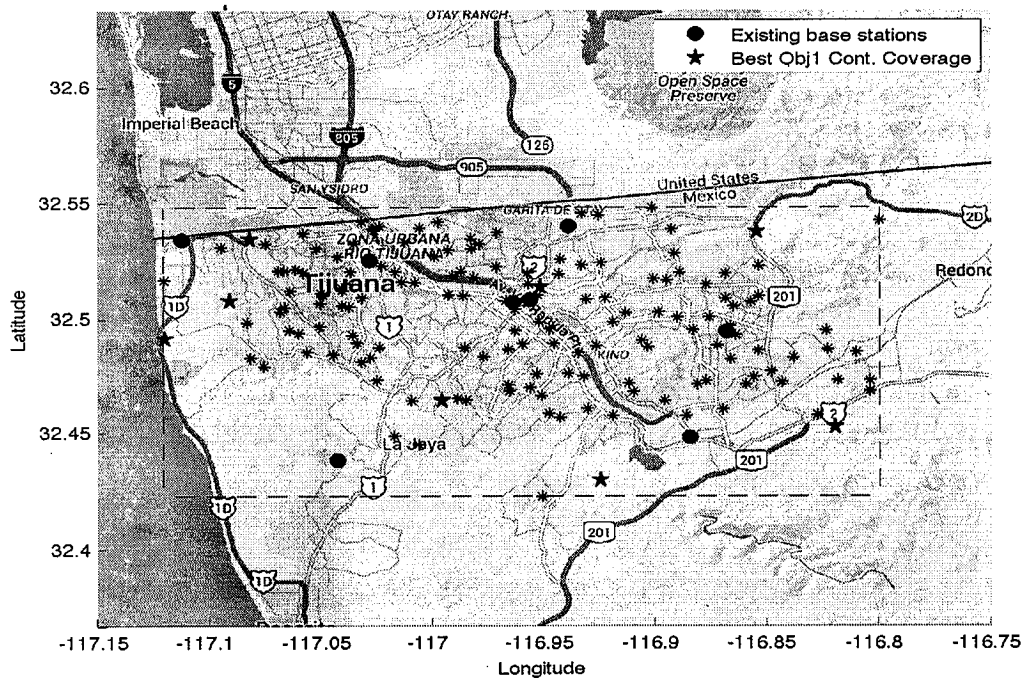 OTAY RANCH
Existing base stations
Best Obj1 Cont. Coverage
5
32.6
Open Space
Preserve
Imperial Beach
805
125
905
SAN YSIDRO
United States
Mexico
32.55
GARITA DE
2D
ZONA URBANA
RIO TIJUANA
2
Redond
Tijuana
201
1D
32.5
1
KINO
Latitude
2
32.45
La Joya
201
1
1D
201
32.4
1D
-117.15
-117.1
-117.05
-117
-116.95
-116.9
-116.85
-116.8
-116.75
Longitude